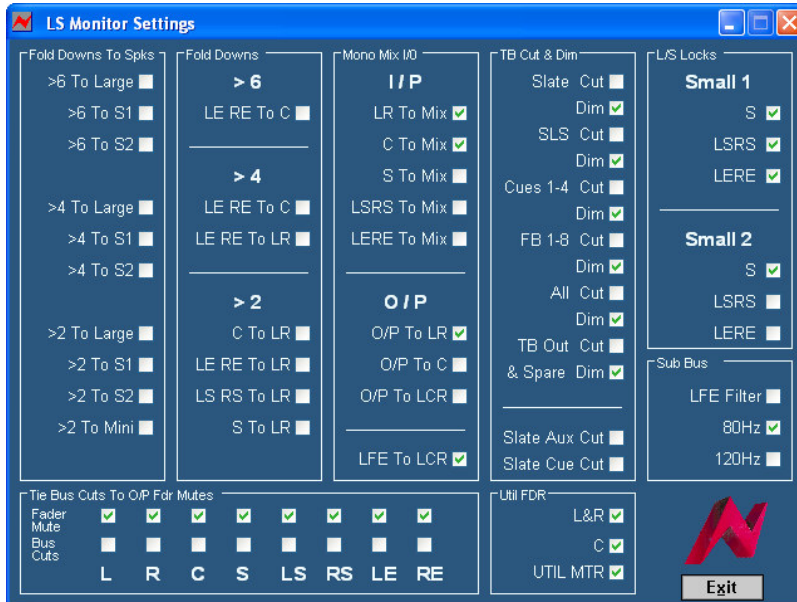 LS Monitor Settings
Fold Downs To Spks
>6 To Large
>6 To S1
>6 To S2
>4 To Large
>4 To S1
>4 To S2
>2 To Large
>2 To S1
>2 To S2
>2 To Mini
Fold Downs
> 6
LE RE To C
> 4
LE RE To C
LE RE To LR
> 2
C To LR
LE RE To LR
LS RS To LR
S To LR
Mono Mix I/O
I / P
LR To Mix
C To Mix
S To Mix
LSRS To Mix
LERE To Mix
O / P
O/P To LR
O/P To C
O/P To LCR
LFE To LCR
TB Cut & Dim
Slate Cut
Dim
SLS Cut
Dim
Cues 1-4 Cut
Dim
FB 1-8 Cut
Dim
All Cut
Dim
TB Out Cut
& Spare Dim
Slate Aux Cut
Slate Cue Cut
L/S Locks
Small 1
S
LSRS
LERE
Small 2
S
LSRS
LERE
Sub Bus
LFE Filter
80Hz
120Hz
Tie Bus Cuts To O/P Fdr Mutes
Fader
Mute
Bus
Cuts
L R C S LS RS LE RE
Util FDR
L&R
C
UTIL MTR
Exit